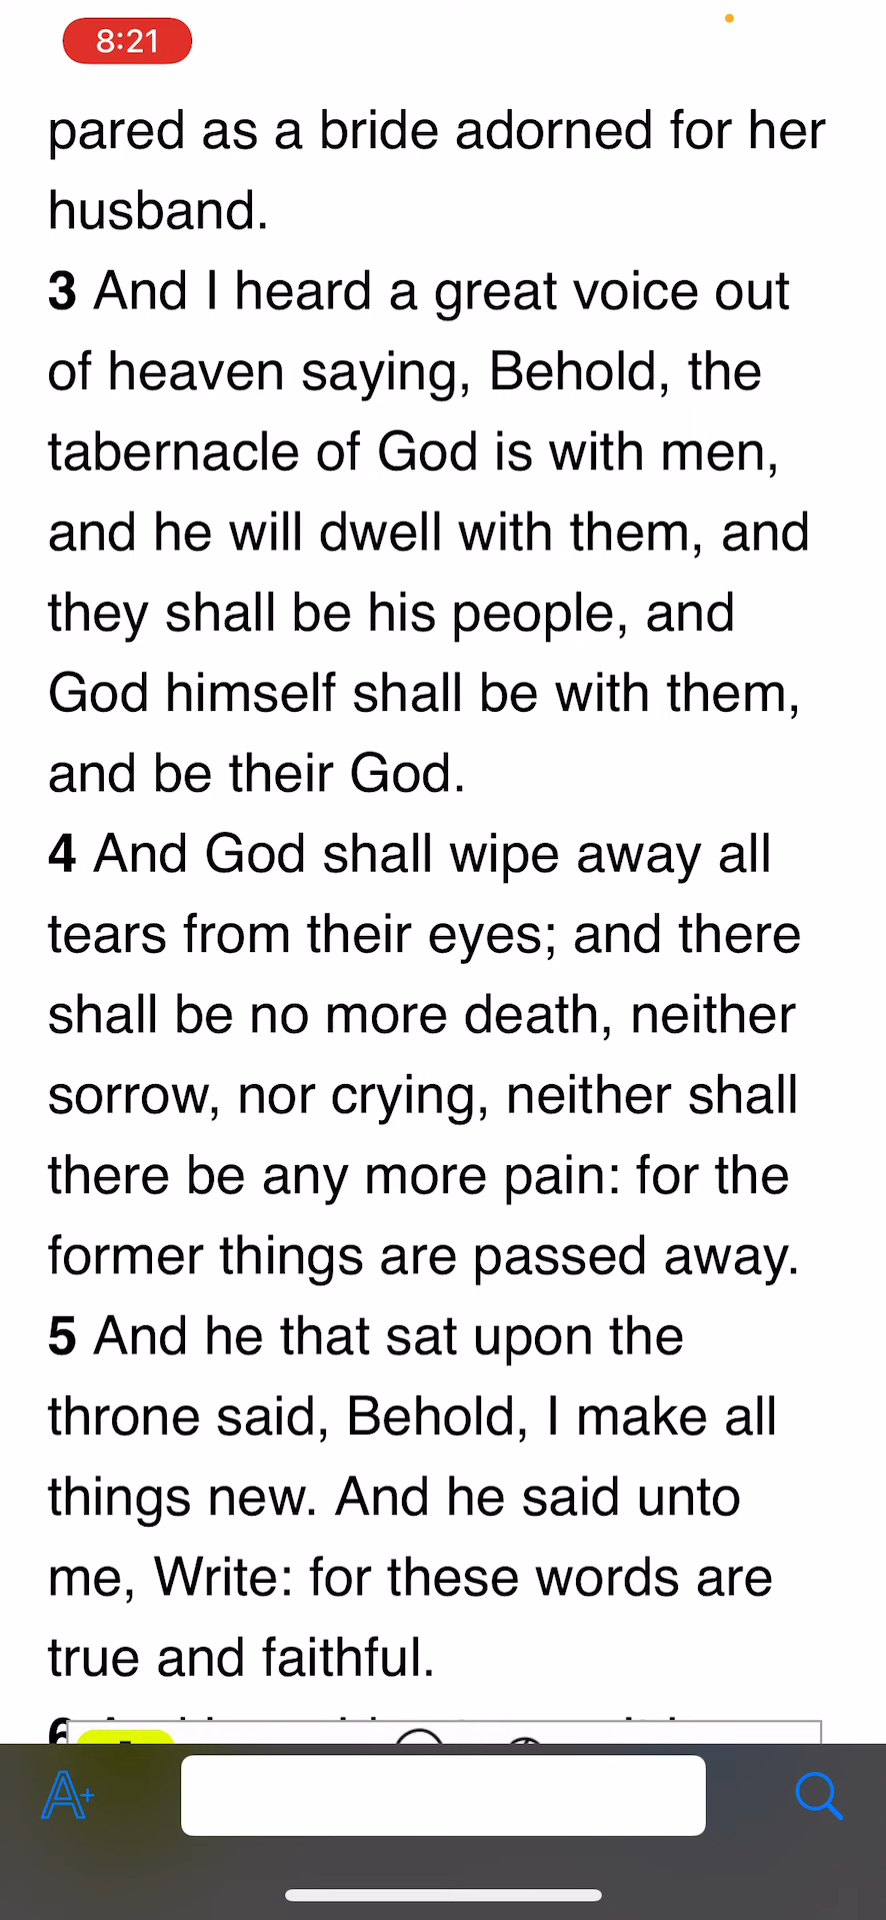 8:21
pared as a bride adorned for her
husband.
3 And I heard a great voice out
of heaven saying, Behold, the
tabernacle of God is with men,
and he will dwell with them, and
they shall be his people, and
God himself shall be with them,
and be their God.
4 And God shall wipe away all
tears from their eyes; and there
shall be no more death, neither
sorrow, nor crying, neither shall
there be any more pain: for the
former things are passed away.
5 And he that sat upon the
throne said, Behold, I make all
things new. And he said unto
me, Write: for these words are
true and faithful.
6
A+